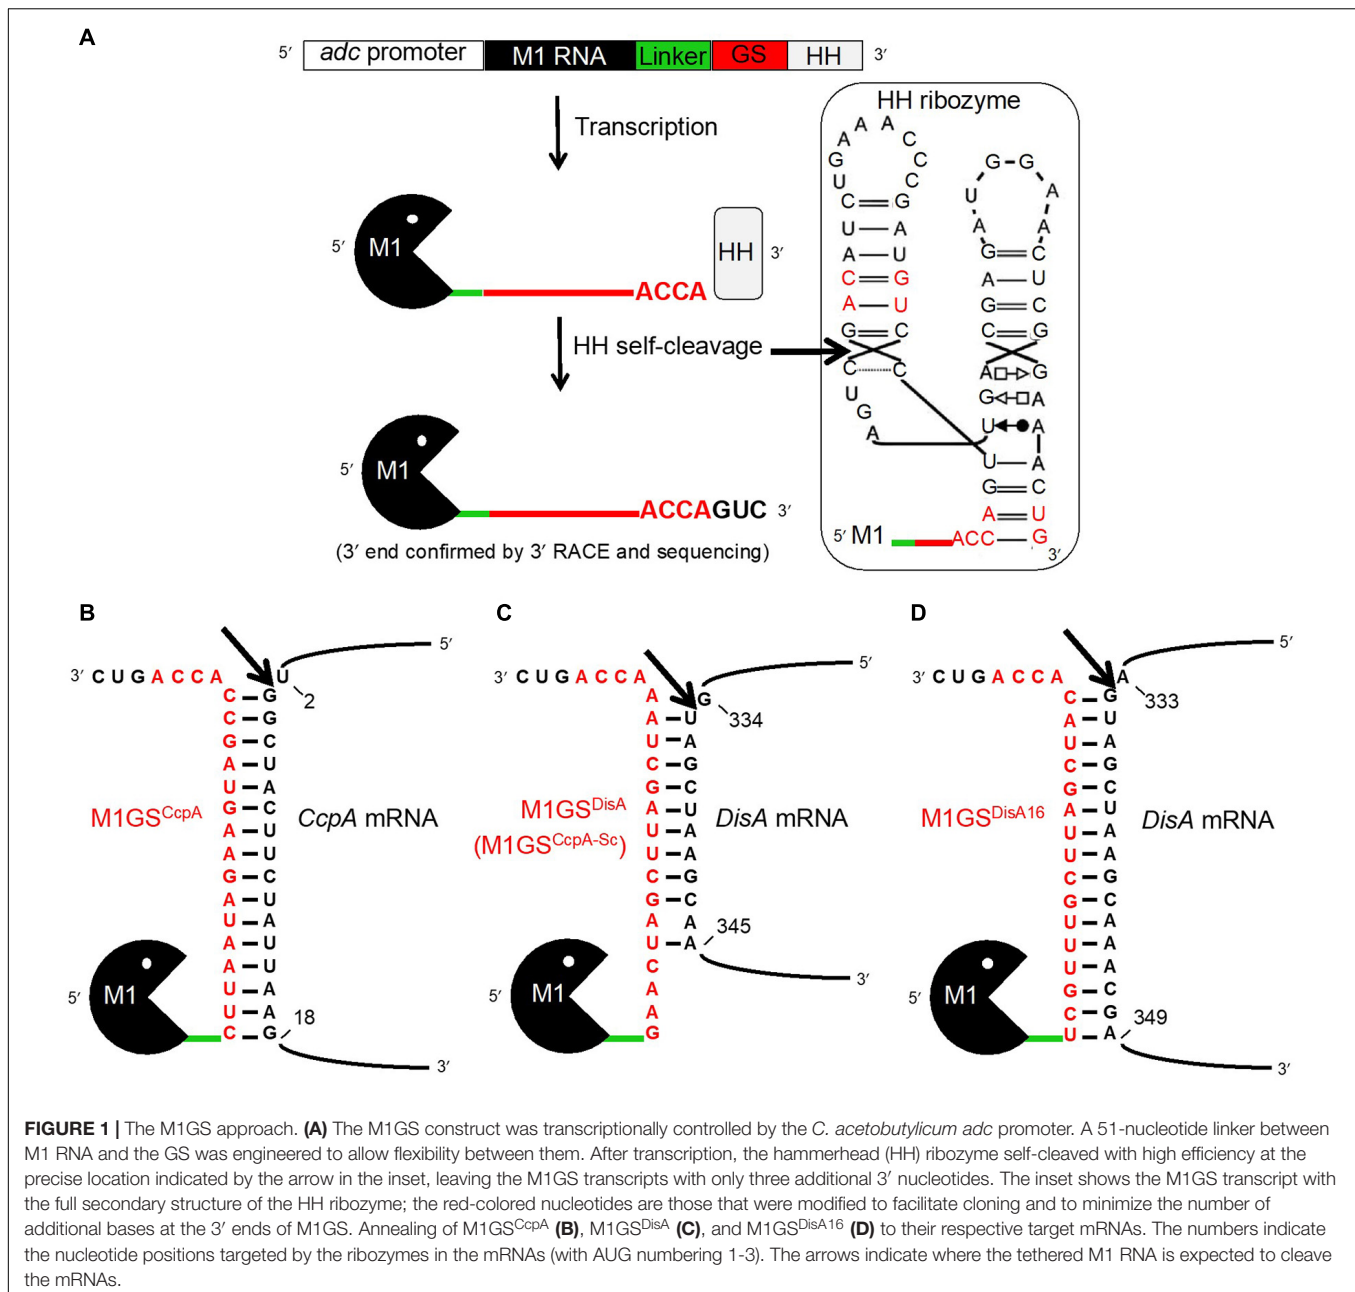 A
5′ adc promoter M1 RNA Linker GS HH 3′
Transcription
5′ M1 ACCA HH 3′
HH self-cleavage
5′ M1 ACCAGUC 3′
(3′ end confirmed by 3′ RACE and sequencing)
HH ribozyme
A A
A C
G C
U C
C G
U A
A U
C G
A U
G C
C C
U
G
A
G G
U A
A A
G C
A U
G C
C G
A G
G A
U A
U A
G C
A U
5′ M1 ACC G
3′
B
5′
3′ C U G A C C A U
2
C G
C G
G C
A U
U A
G C
A U
A U
G C
A U
U A
A U
A U
U A
U A
C G
18
M1GSCcpA
CcpA mRNA
5′ M1
3′
C
5′
3′ C U G A C C A
A G
334
A U
U A
C G
G C
A U
U A
U A
C G
G C
A A
U A
345
C
A
A
G
M1GSDisA
(M1GSCcpA-Sc)
DisA mRNA
5′ M1
3′
D
5′
3′ C U G A C C A A
333
C G
A U
U A
C G
G C
A U
U A
U A
C G
G C
U A
U A
U A
G C
C G
U A
349
M1GSDisA16
DisA mRNA
5′ M1
3′
FIGURE 1 | The M1GS approach. (A) The M1GS construct was transcriptionally controlled by the C. acetobutylicum adc promoter. A 51-nucleotide linker between
M1 RNA and the GS was engineered to allow flexibility between them. After transcription, the hammerhead (HH) ribozyme self-cleaved with high efficiency at the
precise location indicated by the arrow in the inset, leaving the M1GS transcripts with only three additional 3′ nucleotides. The inset shows the M1GS transcript with
the full secondary structure of the HH ribozyme; the red-colored nucleotides are those that were modified to facilitate cloning and to minimize the number of
additional bases at the 3′ ends of M1GS. Annealing of M1GSCcpA (B), M1GSDisA (C), and M1GSDisA16 (D) to their respective target mRNAs. The numbers indicate
the nucleotide positions targeted by the ribozymes in the mRNAs (with AUG numbering 1-3). The arrows indicate where the tethered M1 RNA is expected to cleave
the mRNAs.